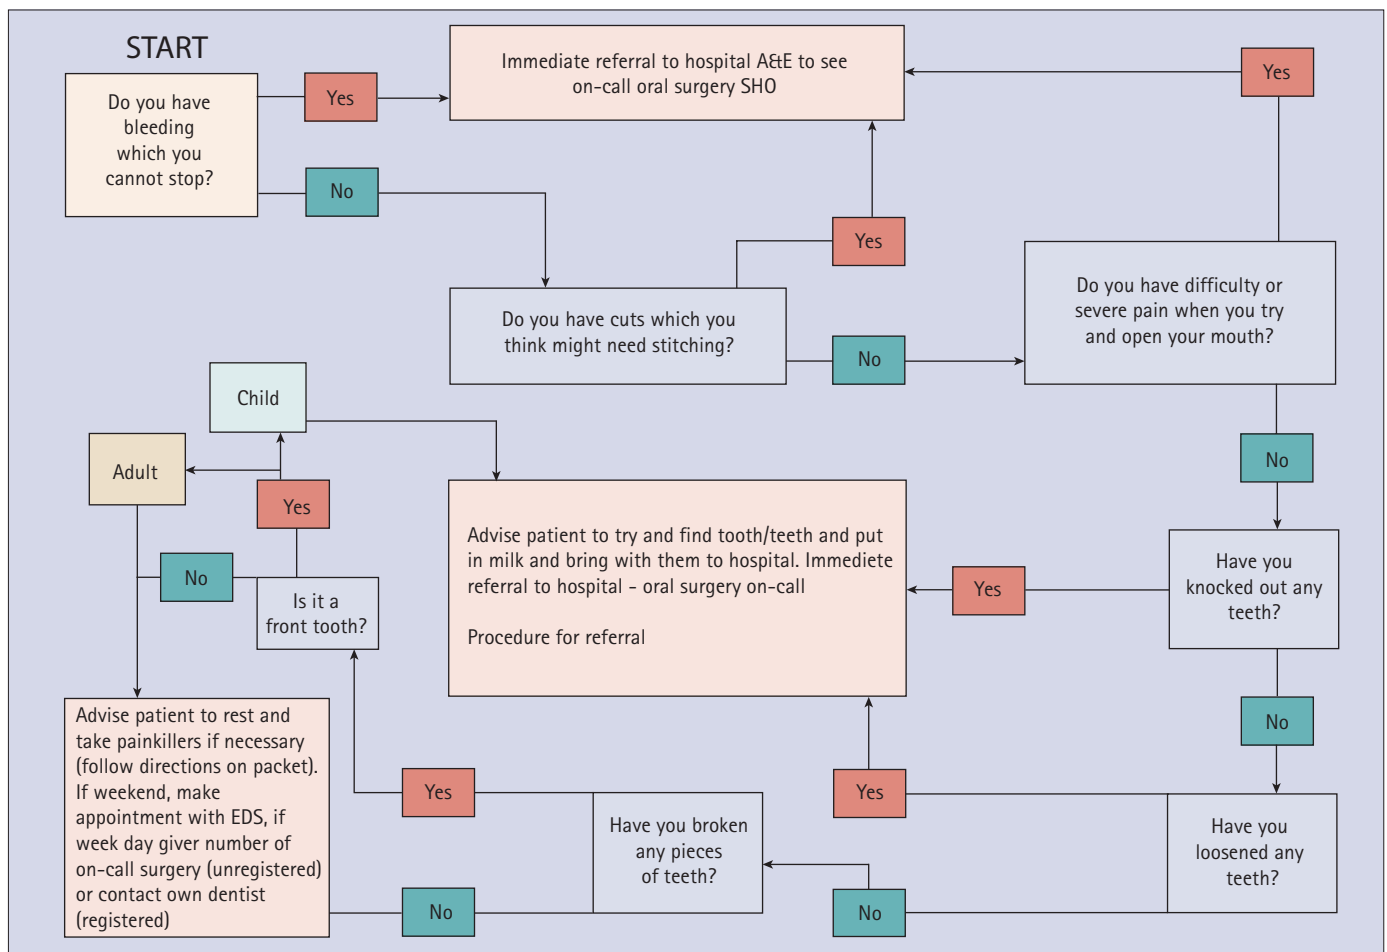 START
Do you have
bleeding
which you
cannot stop?
Yes
No
Immediate referral to hospital A&E to see
on-call oral surgery SHO
Yes
Yes
Do you have cuts which you
think might need stitching?
No
Do you have difficulty or
severe pain when you try
and open your mouth?
No
Child
Adult
Yes
No
Is it a
front tooth?
Advise patient to try and find tooth/teeth and put
in milk and bring with them to hospital. Immediete
referral to hospital - oral surgery on-call
Procedure for referral
Yes
Have you
knocked out any
teeth?
No
Advise patient to rest and
take painkillers if necessary
(follow directions on packet).
If weekend, make
appointment with EDS, if
week day giver number of
on-call surgery (unregistered)
or contact own dentist
(registered)
Yes
No
Have you broken
any pieces
of teeth?
Yes
No
Have you
loosened any
teeth?